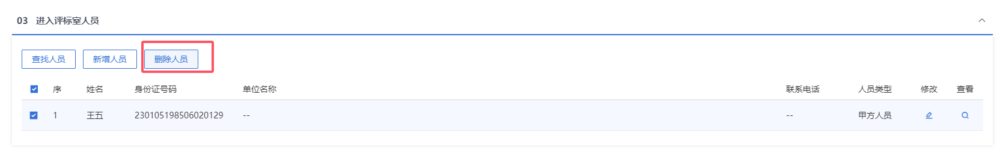 03 进入评标室人员
查找人员 新增人员 删除人员
序 姓名 身份证号码 单位名称 联系电话 人员类型 修改 查看
1 王五 230105198506020129 -- -- 甲方人员